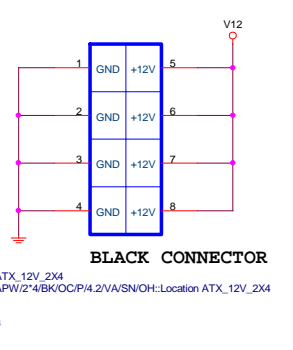 V12
1 GND +12V 5
2 GND +12V 6
3 GND +12V 7
4 GND +12V 8
BLACK CONNECTOR
ATX_12V_2X4
APW/2*4/BK/OC/P/4.2/VA/SN/OH::Location ATX_12V_2X4